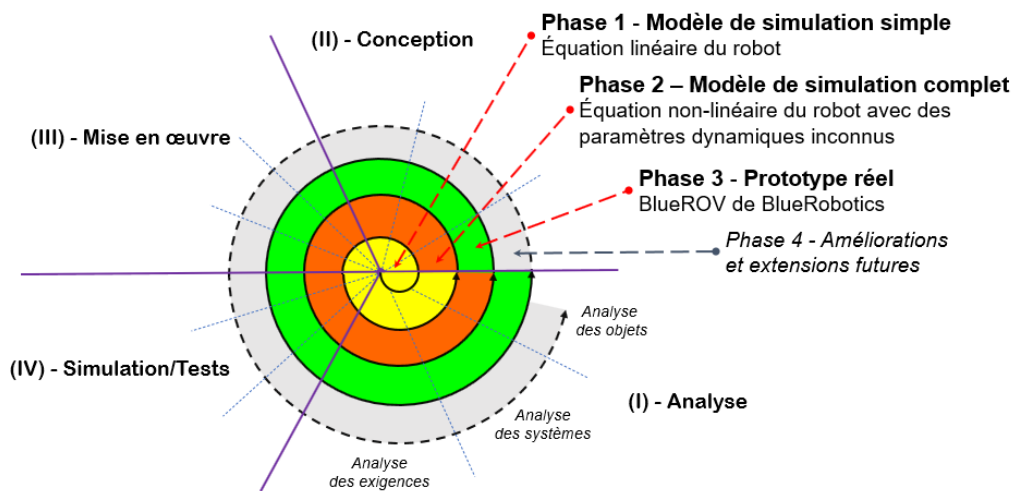 (II) - Conception
Phase 1 - Modèle de simulation simple
Équation linéaire du robot
Phase 2 – Modèle de simulation complet
Équation non-linéaire du robot avec des
paramètres dynamiques inconnus
(III) - Mise en œuvre
Phase 3 - Prototype réel
BlueROV de BlueRobotics
Phase 4 - Améliorations
et extensions futures
Analyse
des objets
(IV) - Simulation/Tests
(I) - Analyse
Analyse
des systèmes
Analyse
des exigences